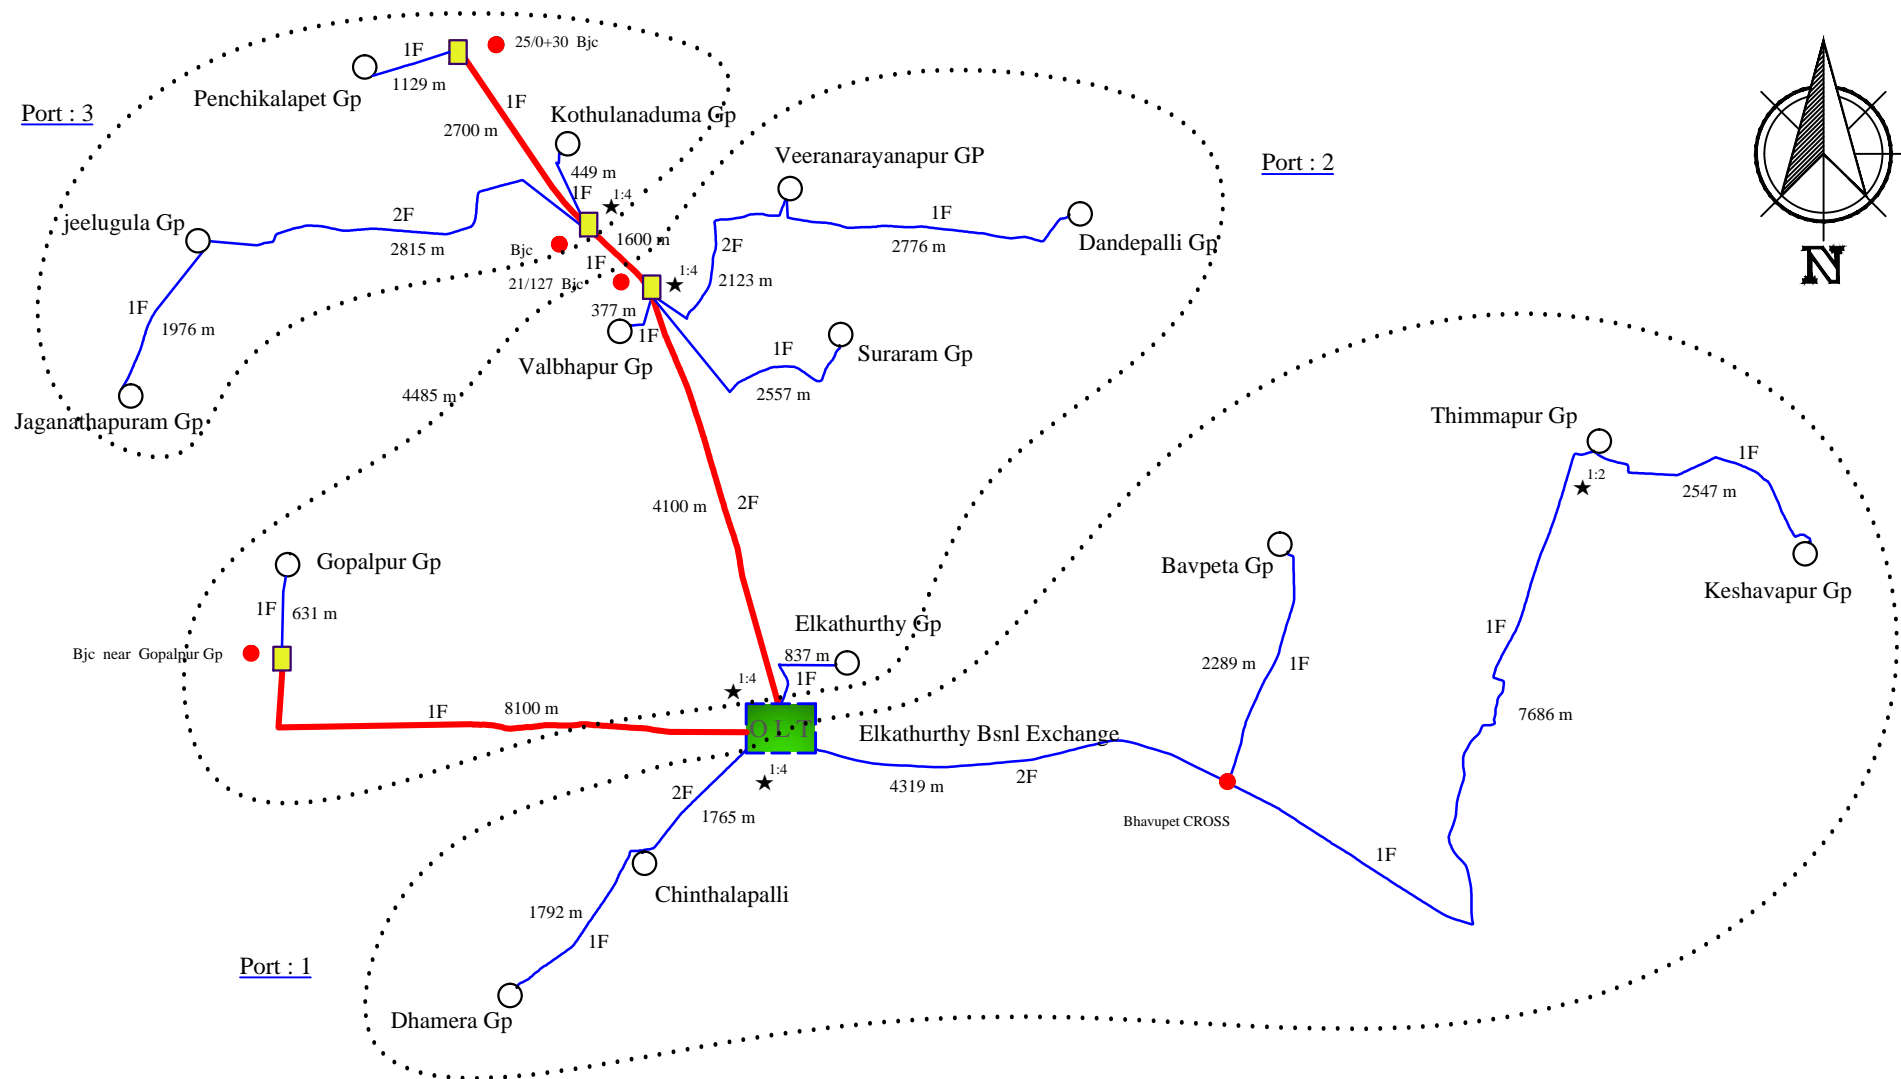 25/0+30 Bjc
1F
1129 m
Penchikalapet Gp
Port : 3
1F
2700 m
Kothulanaduma Gp
449 m
1F
1:4
Veeranarayanapur GP
Port : 2
jeelugula Gp
2F
2815 m
Bjc
1600 m
1F
21/127 Bjc
1:4
2F
2123 m
1F
2776 m
Dandepalli Gp
1F
1976 m
377 m
1F
Valbhapur Gp
1F
2557 m
Suraram Gp
Jaganathapuram Gp
4485 m
4100 m
2F
Thimmapur Gp
1:2
1F
2547 m
Keshavapur Gp
Gopalpur Gp
1F
631 m
Bjc near Gopalpur Gp
Bavpeta Gp
2289 m
1F
1F
7686 m
Elkathurthy Gp
837 m
1F
1:4
1F
8100 m
O L T
Elkathurthy Bsnl Exchange
1:4
4319 m
2F
Bhavupet CROSS
1F
2F
1765 m
Chinthalapalli
1792 m
1F
Port : 1
Dhamera Gp
N